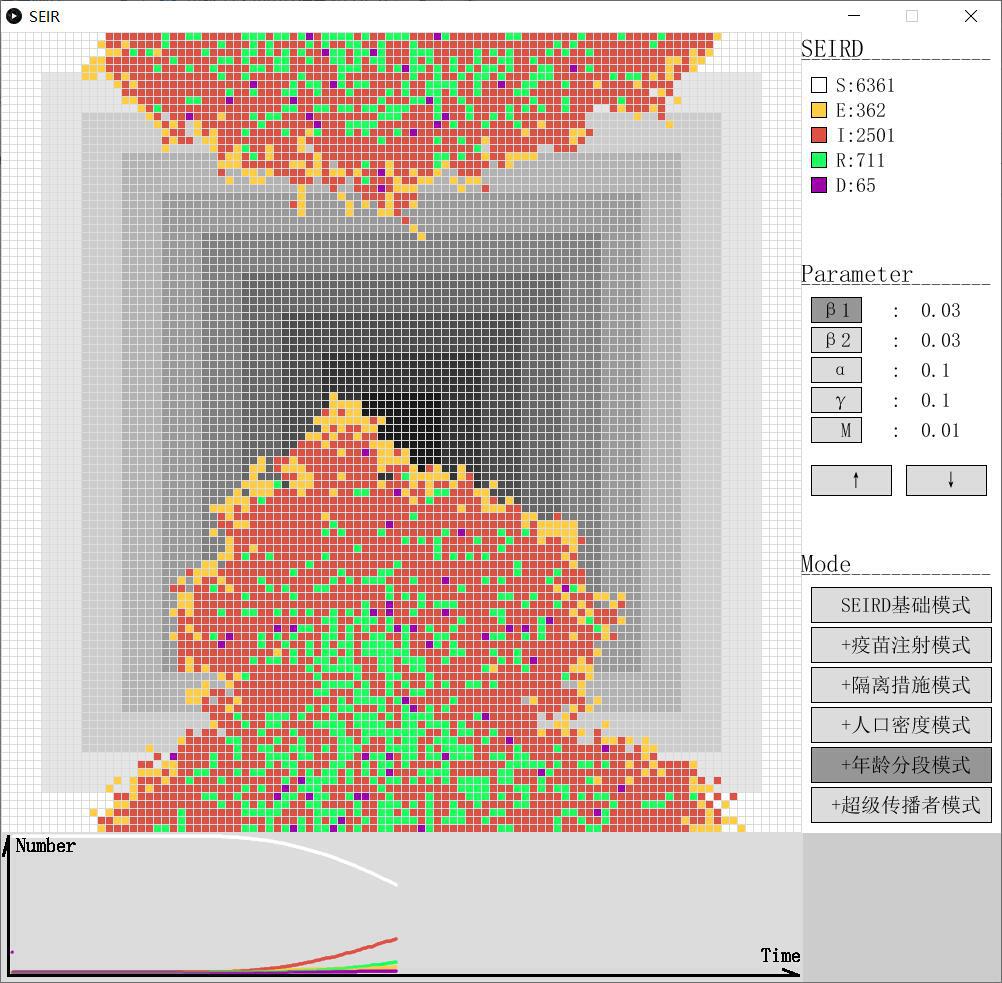 SEIR
SEIRD
S:6361
E:362
I:2501
R:711
D:65
Parameter
β1 : 0.03
β2 : 0.03
α : 0.1
γ : 0.1
M : 0.01
↑ ↓
Mode
SEIRD基础模式
+疫苗注射模式
+隔离措施模式
+人口密度模式
+年龄分段模式
+超级传播者模式
Number
Time